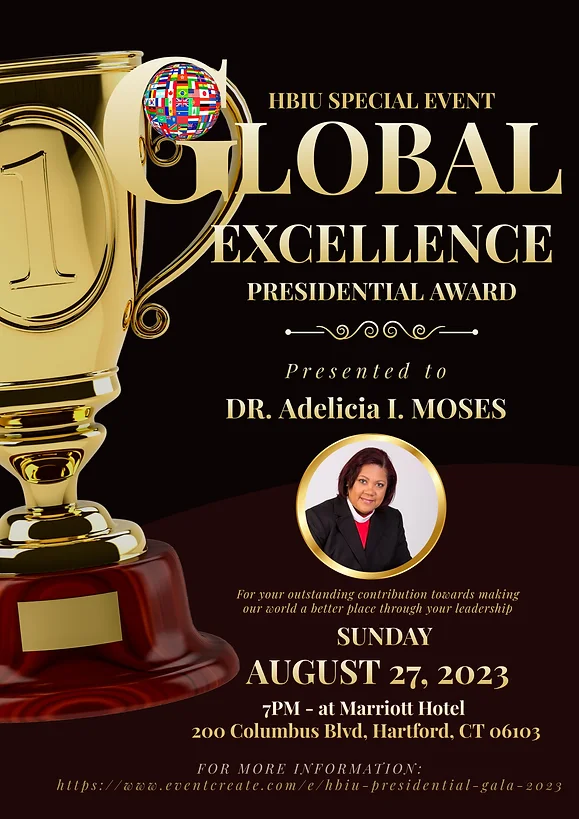 HBIU SPECIAL EVENT
GLOBAL
EXCELLENCE
PRESIDENTIAL AWARD
Presented to
DR. Adelicia I. MOSES
1
For your outstanding contribution towards making
our world a better place through your leadership
SUNDAY
AUGUST 27, 2023
7PM - at Marriott Hotel
200 Columbus Blvd, Hartford, CT 06103
FOR MORE INFORMATION:
https://www.eventcreate.com/e/hbiu-presidential-gala-2023